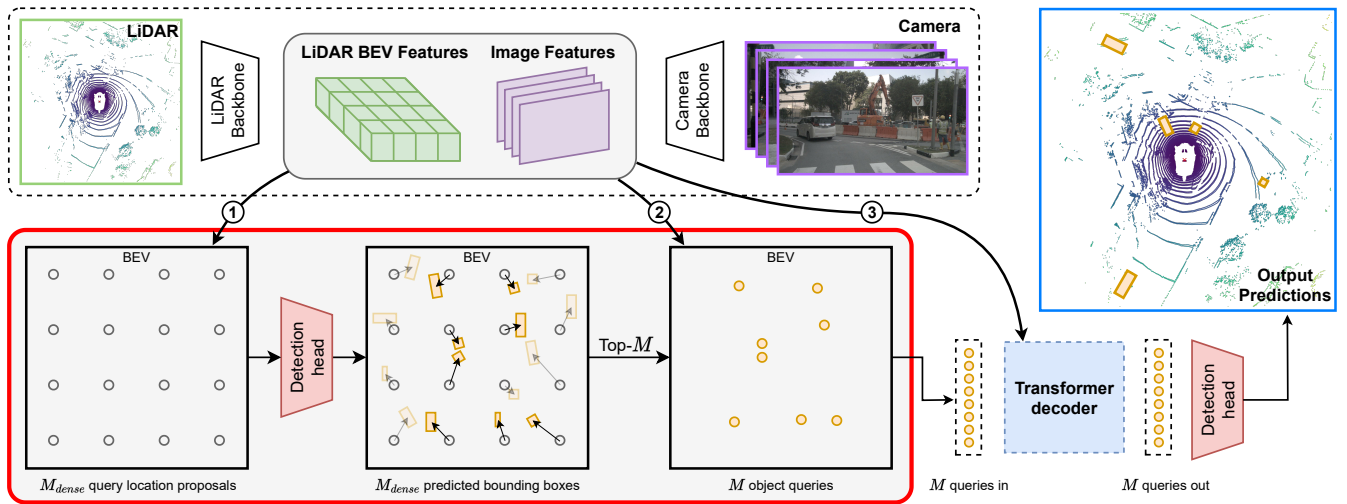 LiDAR
LiDAR
Backbone
LiDAR BEV Features
Image Features
Camera
Backbone
Camera
1
2
3
BEV
BEV
BEV
Detection
head
Top-M
Transformer
decoder
Detection
head
Output
Predictions
M_dense query location proposals
M_dense predicted bounding boxes
M object queries
M queries in
M queries out